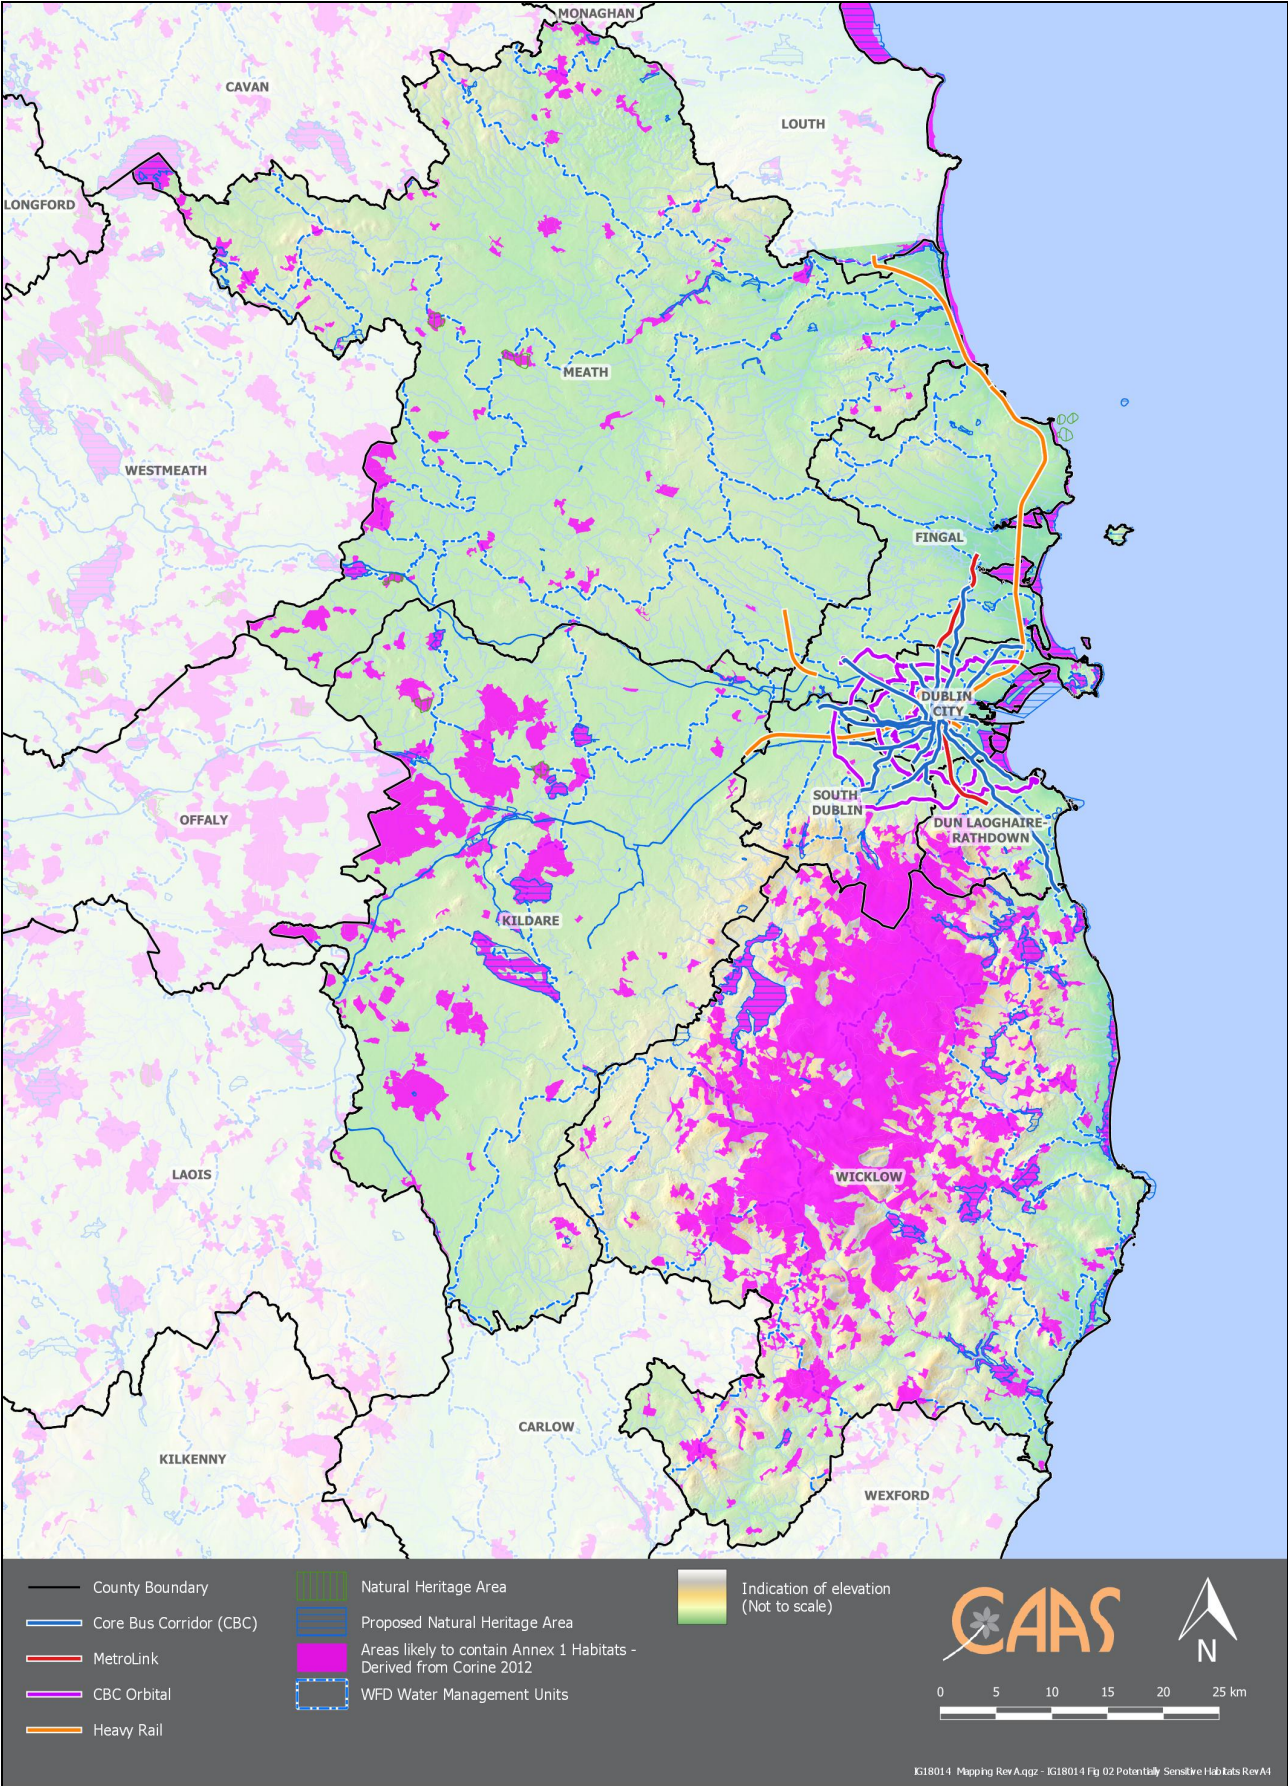 MONAGHAN
CAVAN
LOUTH
LONGFORD
MEATH
WESTMEATH
FINGAL
DUBLIN
CITY
SOUTH
DUBLIN
DUN LAOGHAIRE-
RATHDOWN
OFFALY
KILDARE
LAOIS
WICKLOW
CARLOW
KILKENNY
WEXFORD
County Boundary
Core Bus Corridor (CBC)
MetroLink
CBC Orbital
Heavy Rail
Natural Heritage Area
Proposed Natural Heritage Area
Areas likely to contain Annex 1 Habitats -
Derived from Corine 2012
WFD Water Management Units
Indication of elevation
(Not to scale)
CAAS
N
0 5 10 15 20 25 km
IG18014 Mapping RevA.qgz - IG18014 Fig 02 Potentially Sensitive Habitats RevA4